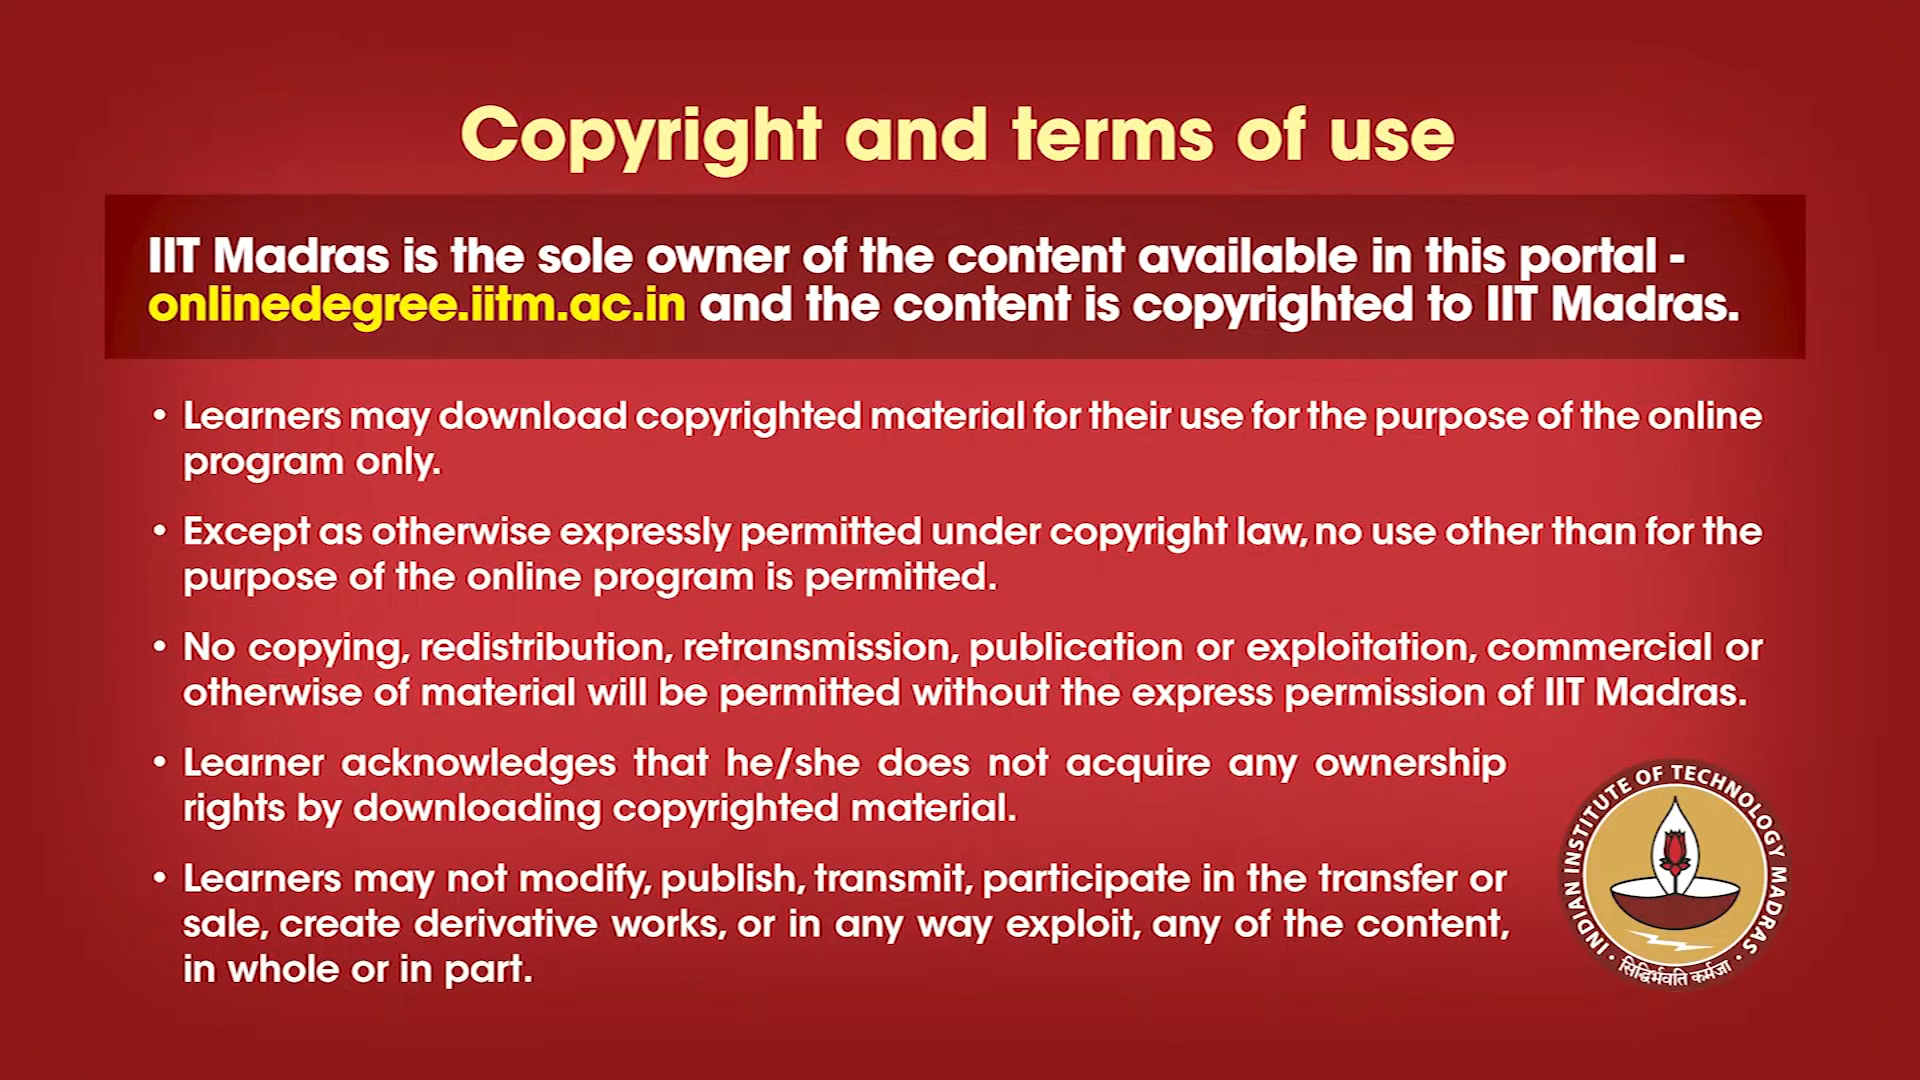 Copyright and terms of use
IIT Madras is the sole owner of the content available in this portal -
onlinedegree.iitm.ac.in and the content is copyrighted to IIT Madras.
• Learners may download copyrighted material for their use for the purpose of the online
program only.
• Except as otherwise expressly permitted under copyright law, no use other than for the
purpose of the online program is permitted.
• No copying, redistribution, retransmission, publication or exploitation, commercial or
otherwise of material will be permitted without the express permission of IIT Madras.
• Learner acknowledges that he/she does not acquire any ownership
rights by downloading copyrighted material.
• Learners may not modify, publish, transmit, participate in the transfer or
sale, create derivative works, or in any way exploit, any of the content,
in whole or in part.
INDIAN INSTITUTE OF TECHNOLOGY MADRAS
सिद्धिर्भवति कर्मजा